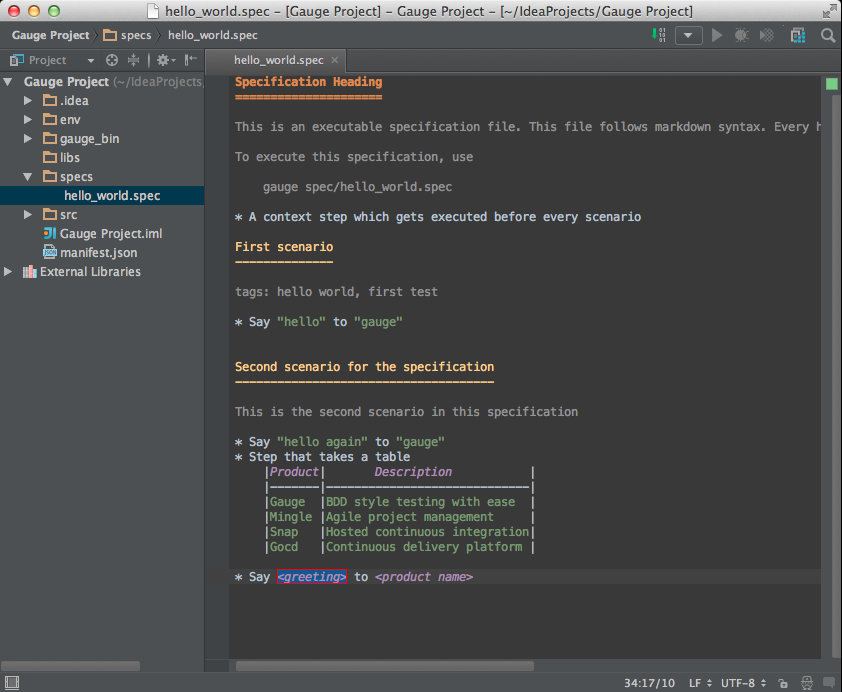 hello_world.spec - [Gauge Project] - Gauge Project - [~/IdeaProjects/Gauge Project]
Gauge Project specs hello_world.spec
Project
hello_world.spec
Gauge Project (~/IdeaProjects
.idea
env
gauge_bin
libs
specs
hello_world.spec
src
Gauge Project.iml
manifest.json
External Libraries
Specification Heading
=====================
This is an executable specification file. This file follows markdown syntax. Every h
To execute this specification, use
gauge spec/hello_world.spec
* A context step which gets executed before every scenario
First scenario
--------------
tags: hello world, first test
* Say "hello" to "gauge"
Second scenario for the specification
-------------------------------------
This is the second scenario in this specification
* Say "hello again" to "gauge"
* Step that takes a table
|Product| Description |
|-------|-----------------------------|
|Gauge |BDD style testing with ease |
|Mingle |Agile project management |
|Snap |Hosted continuous integration|
|Gocd |Continuous delivery platform |
* Say <greeting> to <product name>
34:17/10 LF UTF-8